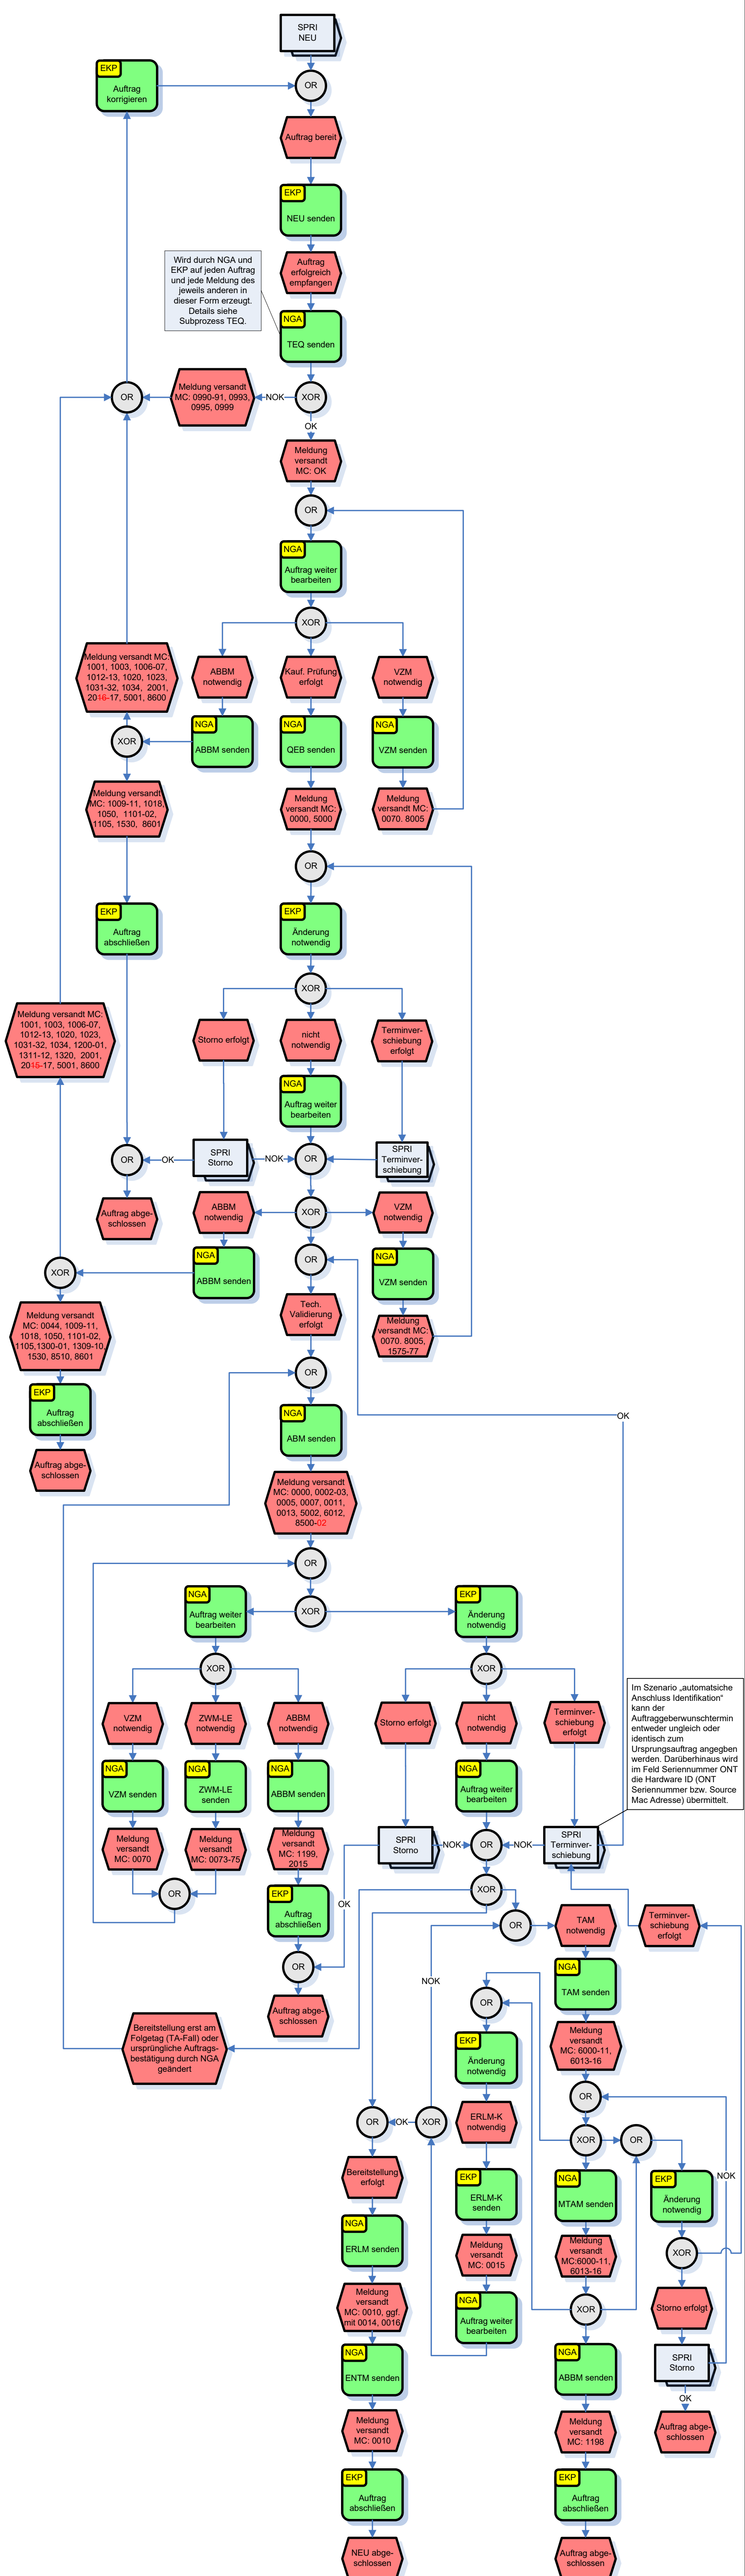 SPRI
NEU
OR
EKP
Auftrag
korrigieren
Auftrag bereit
EKP
NEU senden
Auftrag
erfolgreich
empfangen
Wird durch NGA und
EKP auf jeden Auftrag
und jede Meldung des
jeweils anderen in
dieser Form erzeugt.
Details siehe
Subprozess TEQ.
NGA
TEQ senden
OR
Meldung versandt
MC: 0990-91, 0993,
0995, 0999
NOK
XOR
OK
Meldung
versandt
MC: OK
OR
NGA
Auftrag weiter
bearbeiten
XOR
Meldung versandt MC:
1001, 1003, 1006-07,
1012-13, 1020, 1023,
1031-32, 1034, 2001,
2016-17, 5001, 8600
ABBM
notwendig
Kauf. Prüfung
erfolgt
VZM
notwendig
XOR
NGA
ABBM senden
NGA
QEB senden
NGA
VZM senden
Meldung versandt
MC: 1009-11, 1018,
1050, 1101-02,
1105, 1530, 8601
Meldung
versandt MC:
0000, 5000
Meldung
versandt MC:
0070. 8005
OR
EKP
Auftrag
abschließen
EKP
Änderung
notwendig
XOR
Meldung versandt MC:
1001, 1003, 1006-07,
1012-13, 1020, 1023,
1031-32, 1034, 1200-01,
1311-12, 1320, 2001,
2015-17, 5001, 8600
Storno erfolgt
nicht
notwendig
Terminver-
schiebung
erfolgt
NGA
Auftrag weiter
bearbeiten
OR
OK
SPRI
Storno
NOK
OR
SPRI
Terminver-
schiebung
Auftrag abge-
schlossen
ABBM
notwendig
XOR
VZM
notwendig
XOR
NGA
ABBM senden
OR
NGA
VZM senden
Meldung versandt
MC: 0044, 1009-11,
1018, 1050, 1101-02,
1105,1300-01, 1309-10,
1530, 8510, 8601
Tech.
Validierung
erfolgt
Meldung
versandt MC:
0070. 8005,
1575-77
OR
EKP
Auftrag
abschließen
NGA
ABM senden
OK
Auftrag abge-
schlossen
Meldung versandt
MC: 0000, 0002-03,
0005, 0007, 0011,
0013, 5002, 6012,
8500-02
OR
NGA
Auftrag weiter
bearbeiten
XOR
EKP
Änderung
notwendig
XOR
XOR
Im Szenario „automatsiche
Anschluss Identifikation“
kann der
Auftraggeberwunschtermin
entweder ungleich oder
identisch zum
Ursprungsauftrag angegben
werden. Darüberhinaus wird
im Feld Seriennummer ONT
die Hardware ID (ONT
Seriennummer bzw. Source
Mac Adresse) übermittelt.
VZM
notwendig
ZWM-LE
notwendig
ABBM
notwendig
Storno erfolgt
nicht
notwendig
Terminver-
schiebung
erfolgt
NGA
VZM senden
NGA
ZWM-LE
senden
NGA
ABBM senden
NGA
Auftrag weiter
bearbeiten
Meldung
versandt
MC: 0070
Meldung
versandt
MC: 0073-75
Meldung
versandt
MC: 1199,
2015
SPRI
Storno
NOK
OR
NOK
SPRI
Terminver-
schiebung
OR
EKP
Auftrag
abschließen
OK
XOR
OR
TAM
notwendig
Terminver-
schiebung
erfolgt
OR
NOK
NGA
TAM senden
Auftrag abge-
schlossen
OR
Bereitstellung erst am
Folgetag (TA-Fall) oder
ursprüngliche Auftrags-
bestätigung durch NGA
geändert
EKP
Änderung
notwendig
Meldung
versandt
MC: 6000-11,
6013-16
OR
OR
OK
XOR
ERLM-K
notwendig
XOR
OR
NOK
Bereitstellung
erfolgt
EKP
ERLM-K
senden
NGA
MTAM senden
EKP
Änderung
notwendig
NGA
ERLM senden
Meldung
versandt
MC: 0015
Meldung
versandt
MC:6000-11,
6013-16
XOR
Meldung
versandt
MC: 0010, ggf.
mit 0014, 0016
NGA
Auftrag weiter
bearbeiten
XOR
Storno erfolgt
NGA
ENTM senden
NGA
ABBM senden
SPRI
Storno
OK
Meldung
versandt
MC: 0010
Meldung
versandt
MC: 1198
Auftrag abge-
schlossen
EKP
Auftrag
abschließen
EKP
Auftrag
abschließen
NEU abge-
schlossen
Auftrag abge-
schlossen